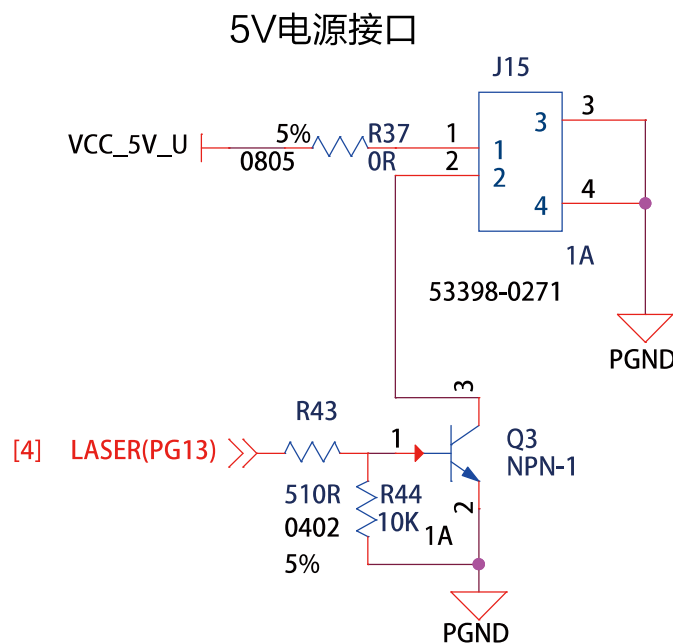 5V电源接口
J15
VCC_5V_U
5%
0805
R37
0R
1
2
1
2
3
4
3
4
1A
53398-0271
PGND
[4] LASER(PG13)
R43
510R
0402
5%
R44
10K
1
3
2
Q3
NPN-1
1A
PGND